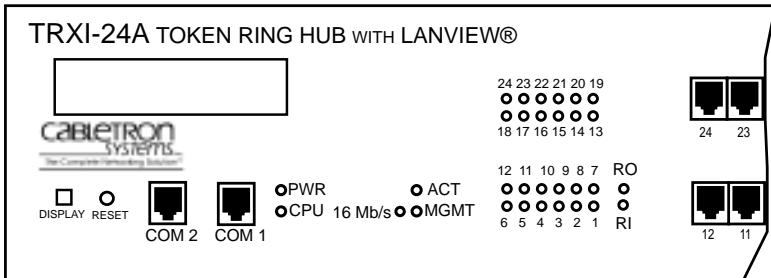 TRXI-24A TOKEN RING HUB WITH LANVIEW®
24 23 22 21 20 19
18 17 16 15 14 13
24 23
CABLETRON
SYSTEMS
The Complete Networking Solution
12 11 10 9 8 7 RO
6 5 4 3 2 1 RI
DISPLAY RESET
COM 2 COM 1
PWR
CPU
16 Mb/s
ACT
MGMT
12 11